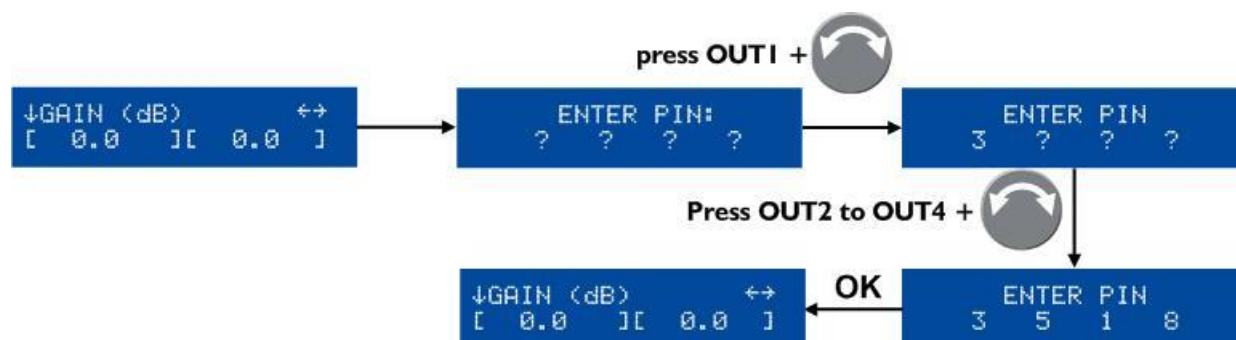 press OUT1 +
↓GAIN (dB) ↔
[ 0.0 ][ 0.0 ]
ENTER PIN:
? ? ? ?
ENTER PIN
3 ? ? ?
Press OUT2 to OUT4 +
↓GAIN (dB) ↔
[ 0.0 ][ 0.0 ]
OK
ENTER PIN
3 5 1 8